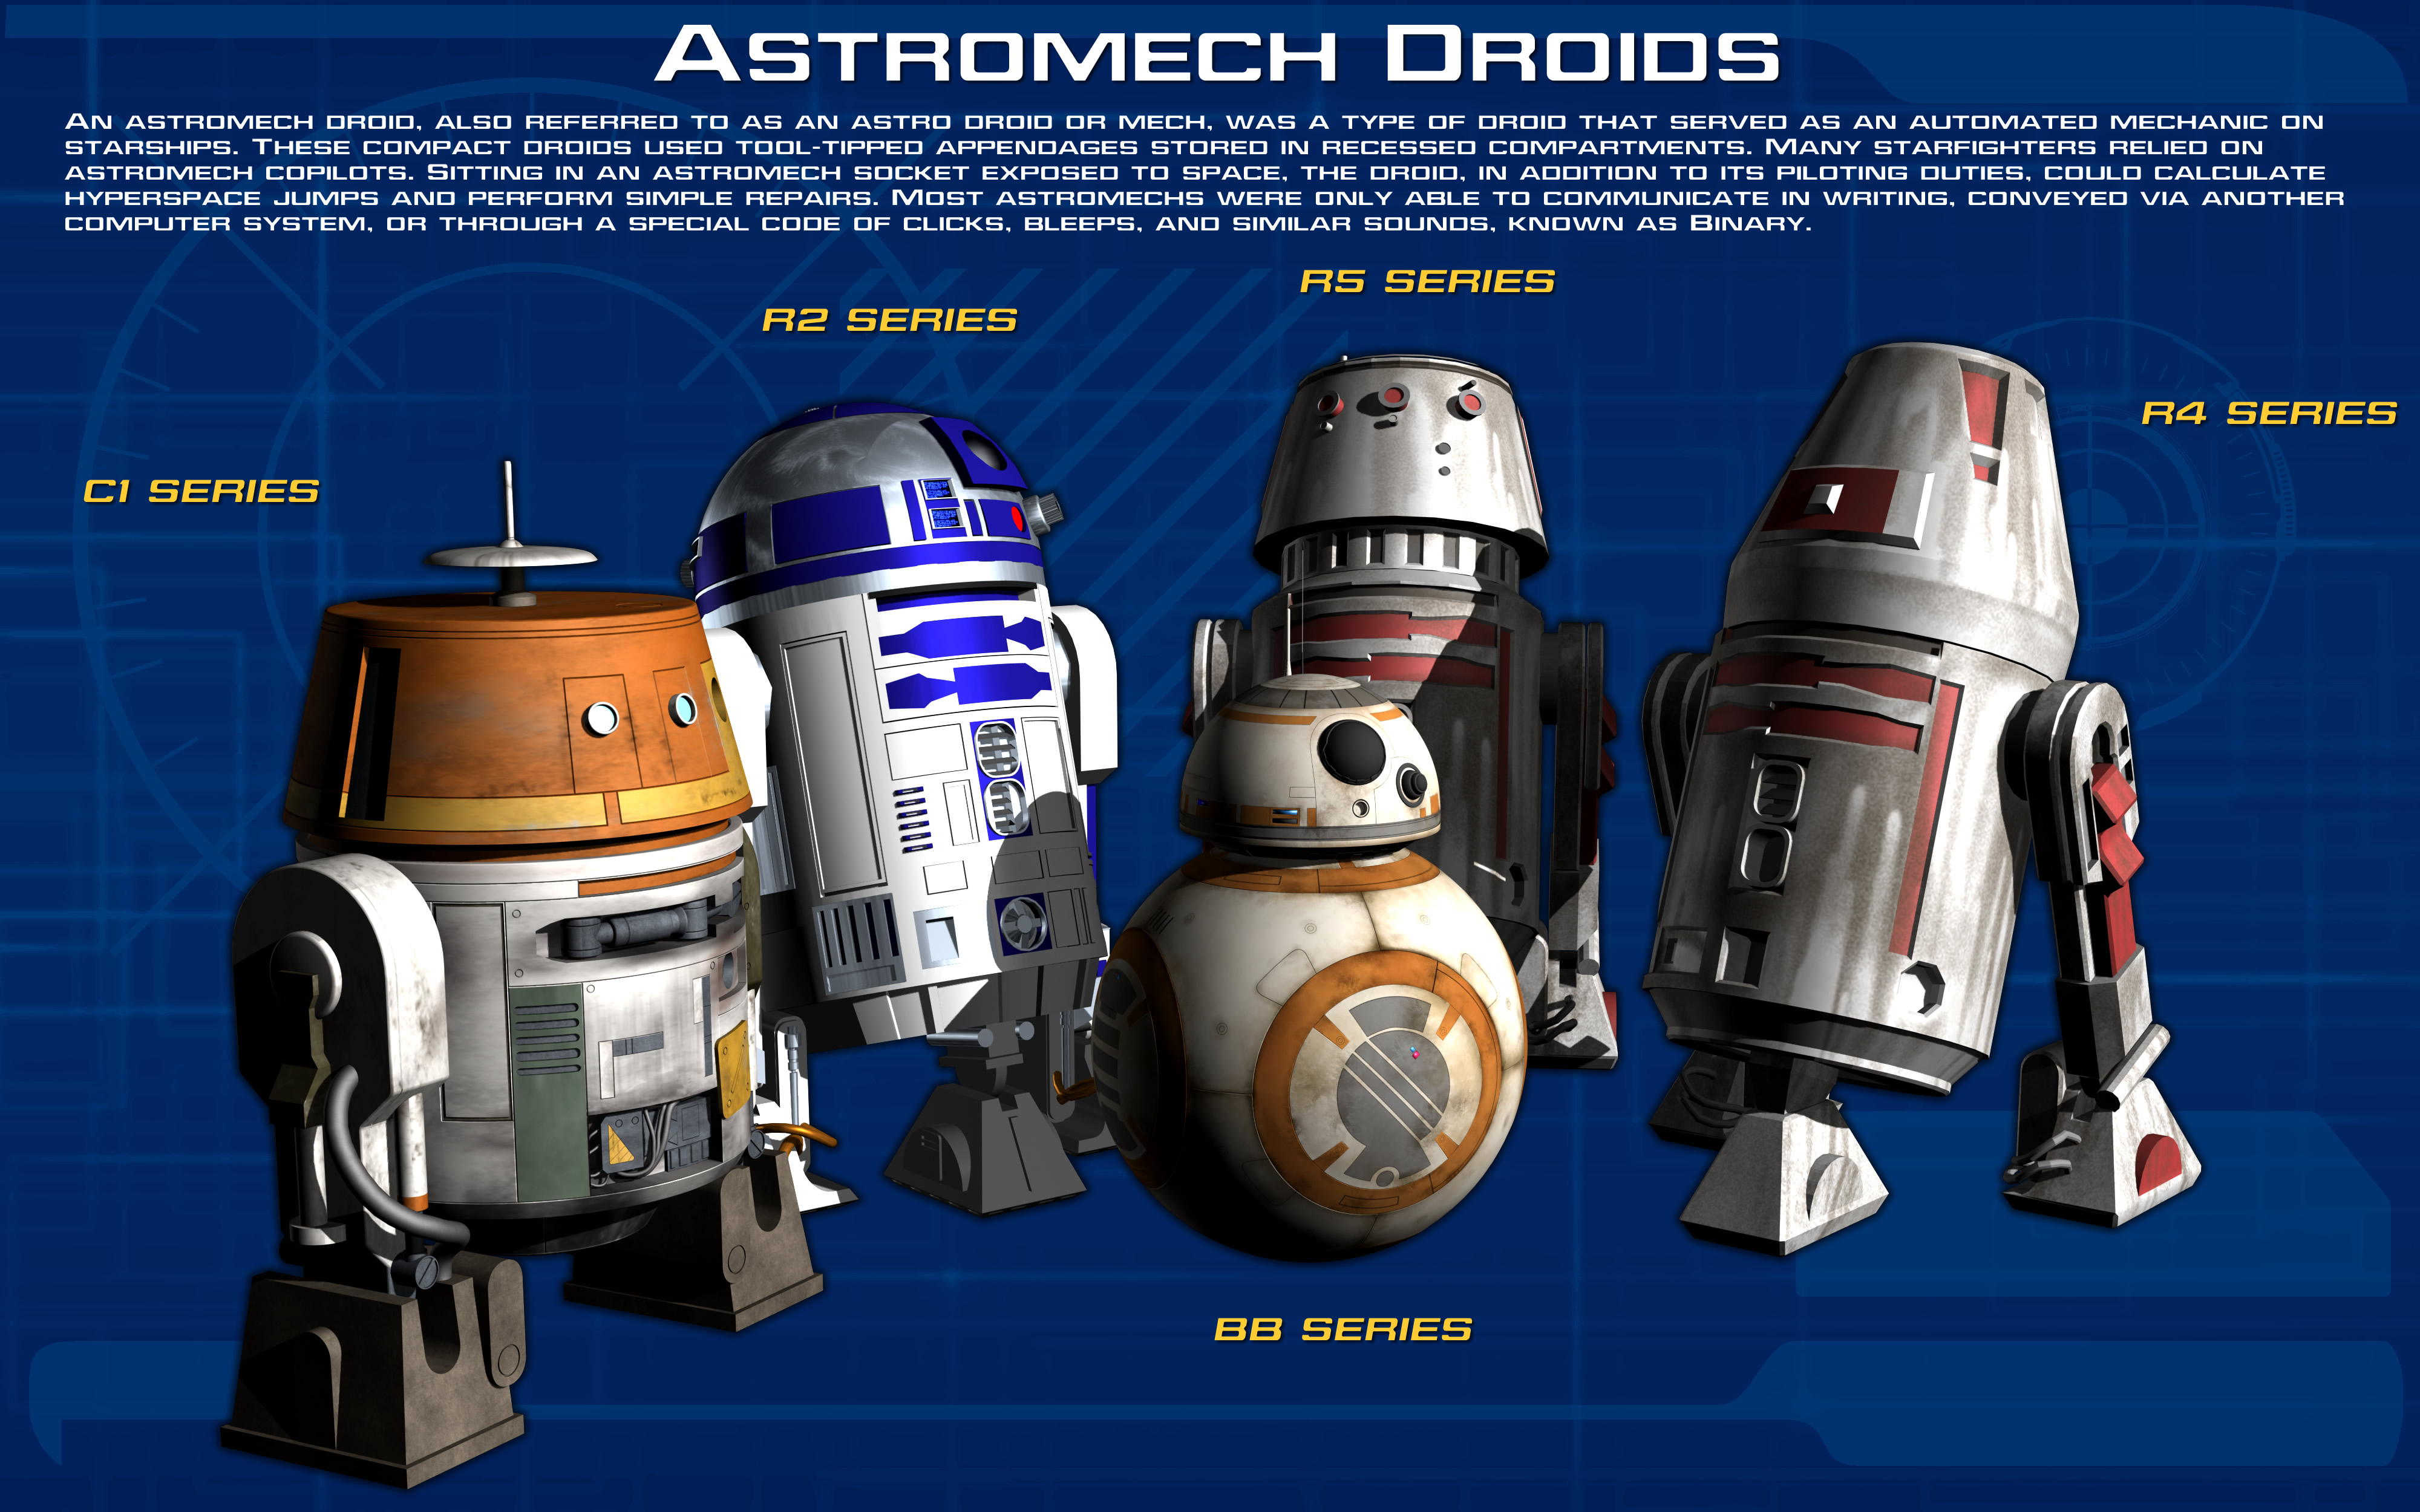 Astromech Droids
An astromech droid, also referred to as an astro droid or mech, was a type of droid that served as an automated mechanic on
starships. These compact droids used tool-tipped appendages stored in recessed compartments. Many starfighters relied on
astromech copilots. Sitting in an astromech socket exposed to space, the droid, in addition to its piloting duties, could calculate
hyperspace jumps and perform simple repairs. Most astromechs were only able to communicate in writing, conveyed via another
computer system, or through a special code of clicks, bleeps, and similar sounds, known as Binary.
R5 series
R2 series
R4 series
C1 series
BB series